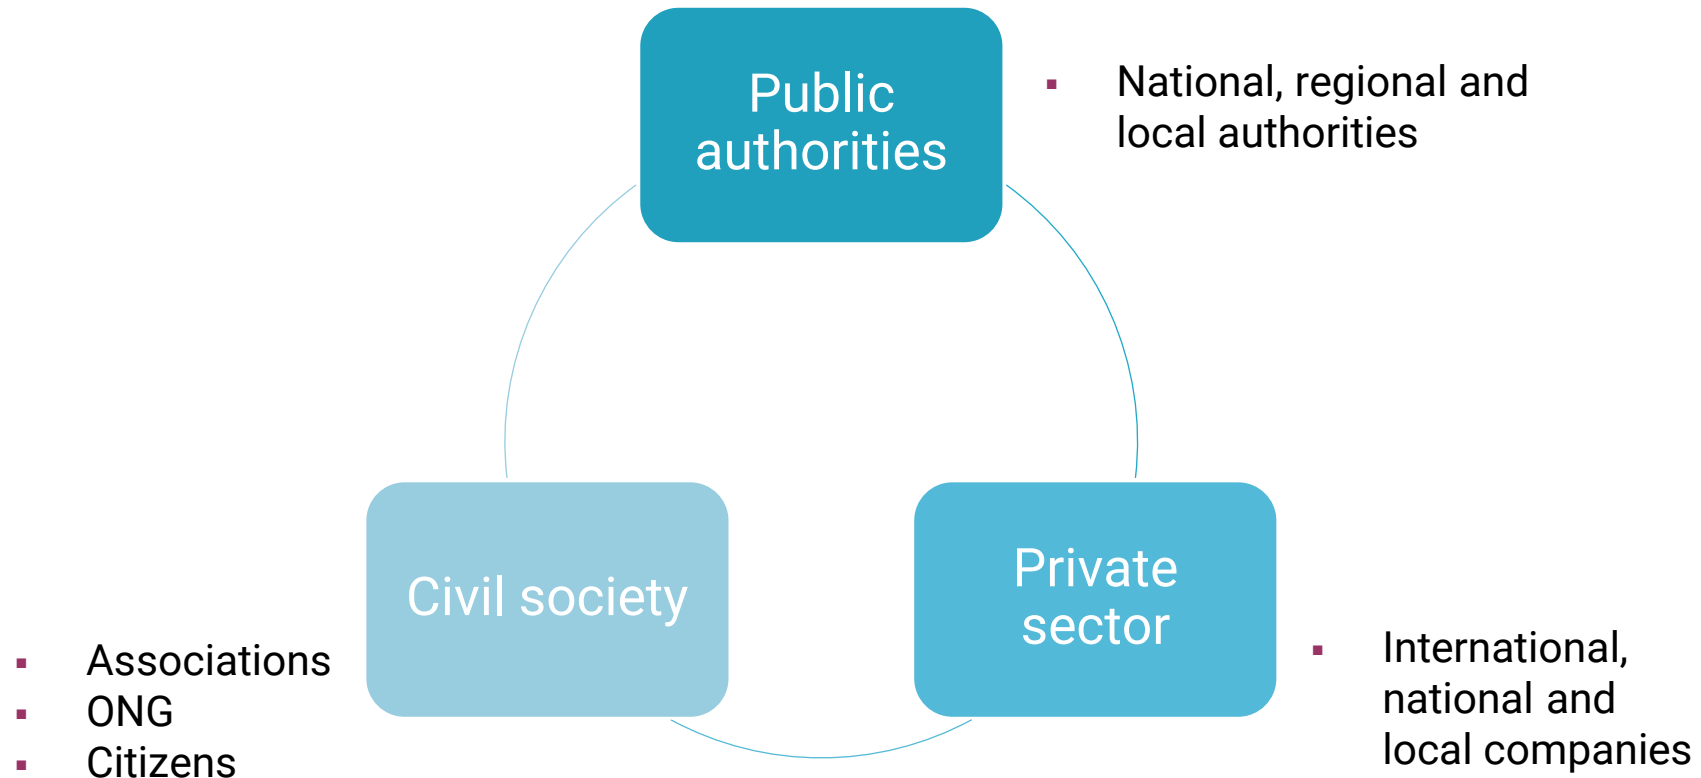 Public
authorities
▪ National, regional and
local authorities
Civil society
▪ Associations
▪ ONG
▪ Citizens
Private
sector
▪ International,
national and
local companies